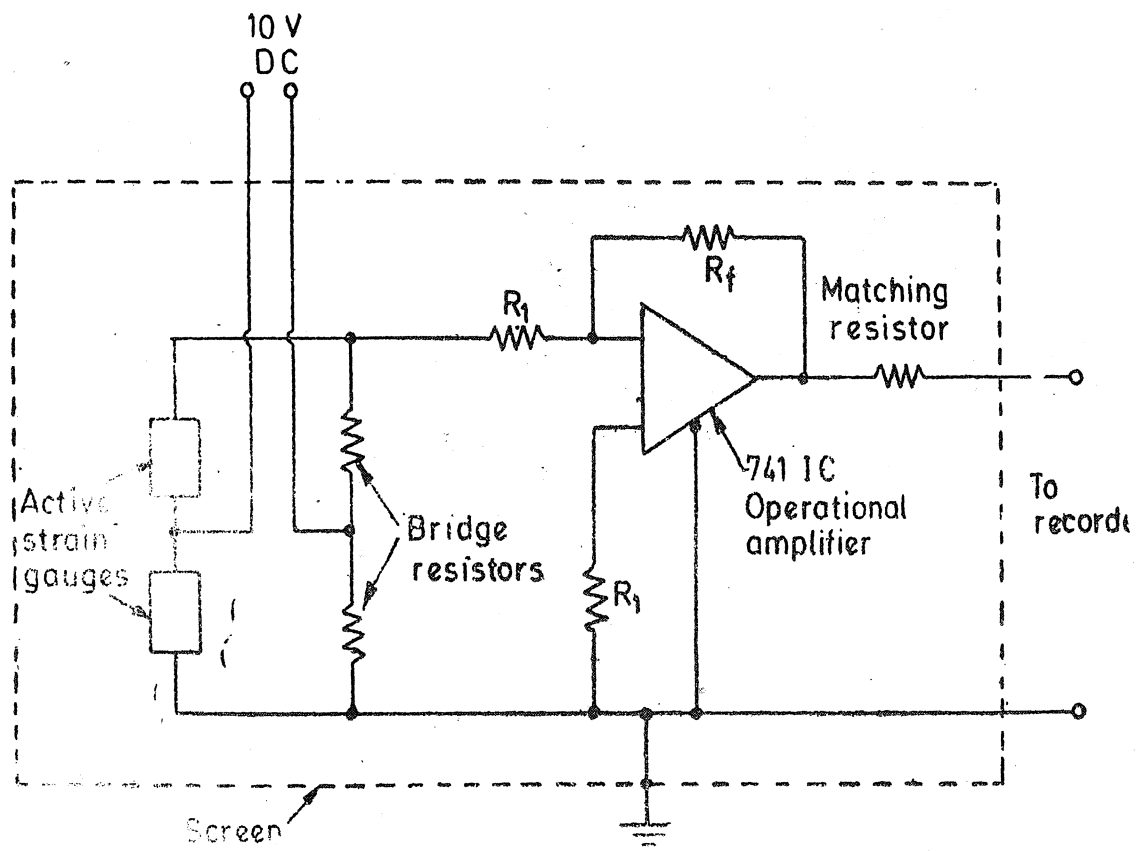 10 V
DC
R1
Rf
Matching
resistor
Active
strain
gauges
Bridge
resistors
R1
741 IC
Operational
amplifier
To
Screen